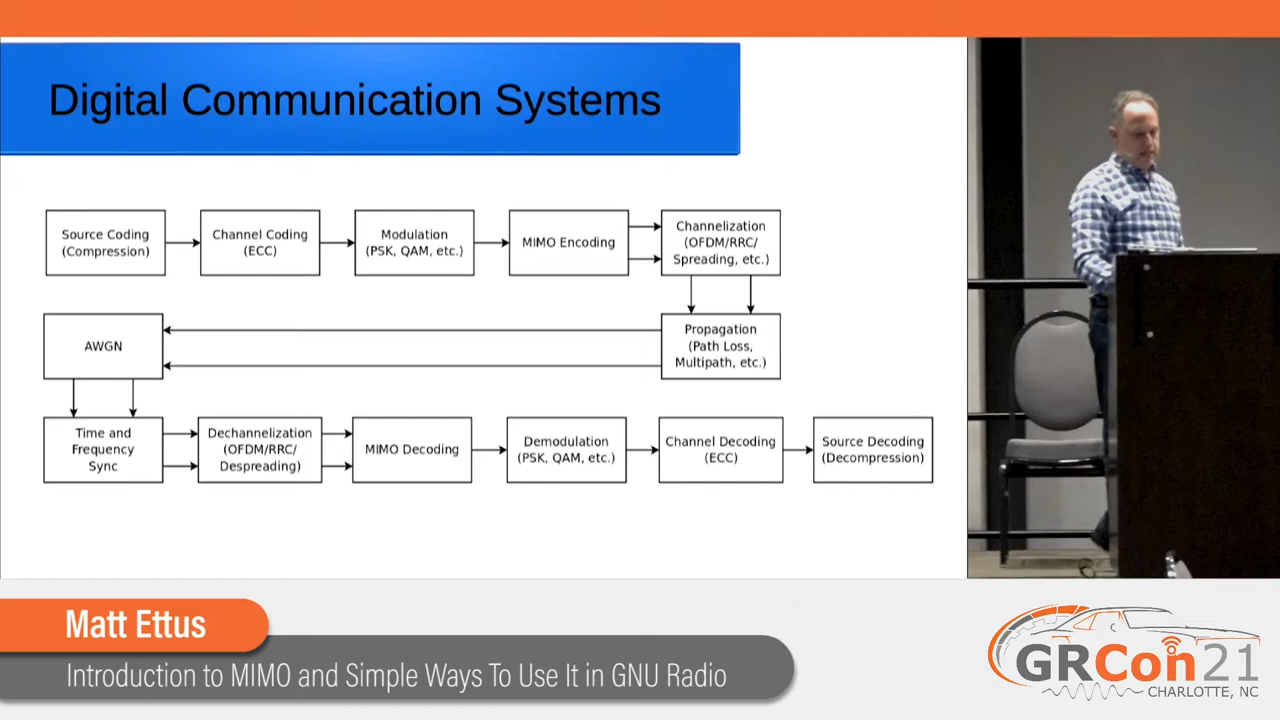 Digital Communication Systems
Source Coding
(Compression)
Channel Coding
(ECC)
Modulation
(PSK, QAM, etc.)
MIMO Encoding
Channelization
(OFDM/RRC/
Spreading, etc.)
AWGN
Propagation
(Path Loss,
Multipath, etc.)
Time and
Frequency
Sync
Dechannelization
(OFDM/RRC/
Despreading)
MIMO Decoding
Demodulation
(PSK, QAM, etc.)
Channel Decoding
(ECC)
Source Decoding
(Decompression)
Matt Ettus
Introduction to MIMO and Simple Ways To Use It in GNU Radio
GRCon21
CHARLOTTE, NC